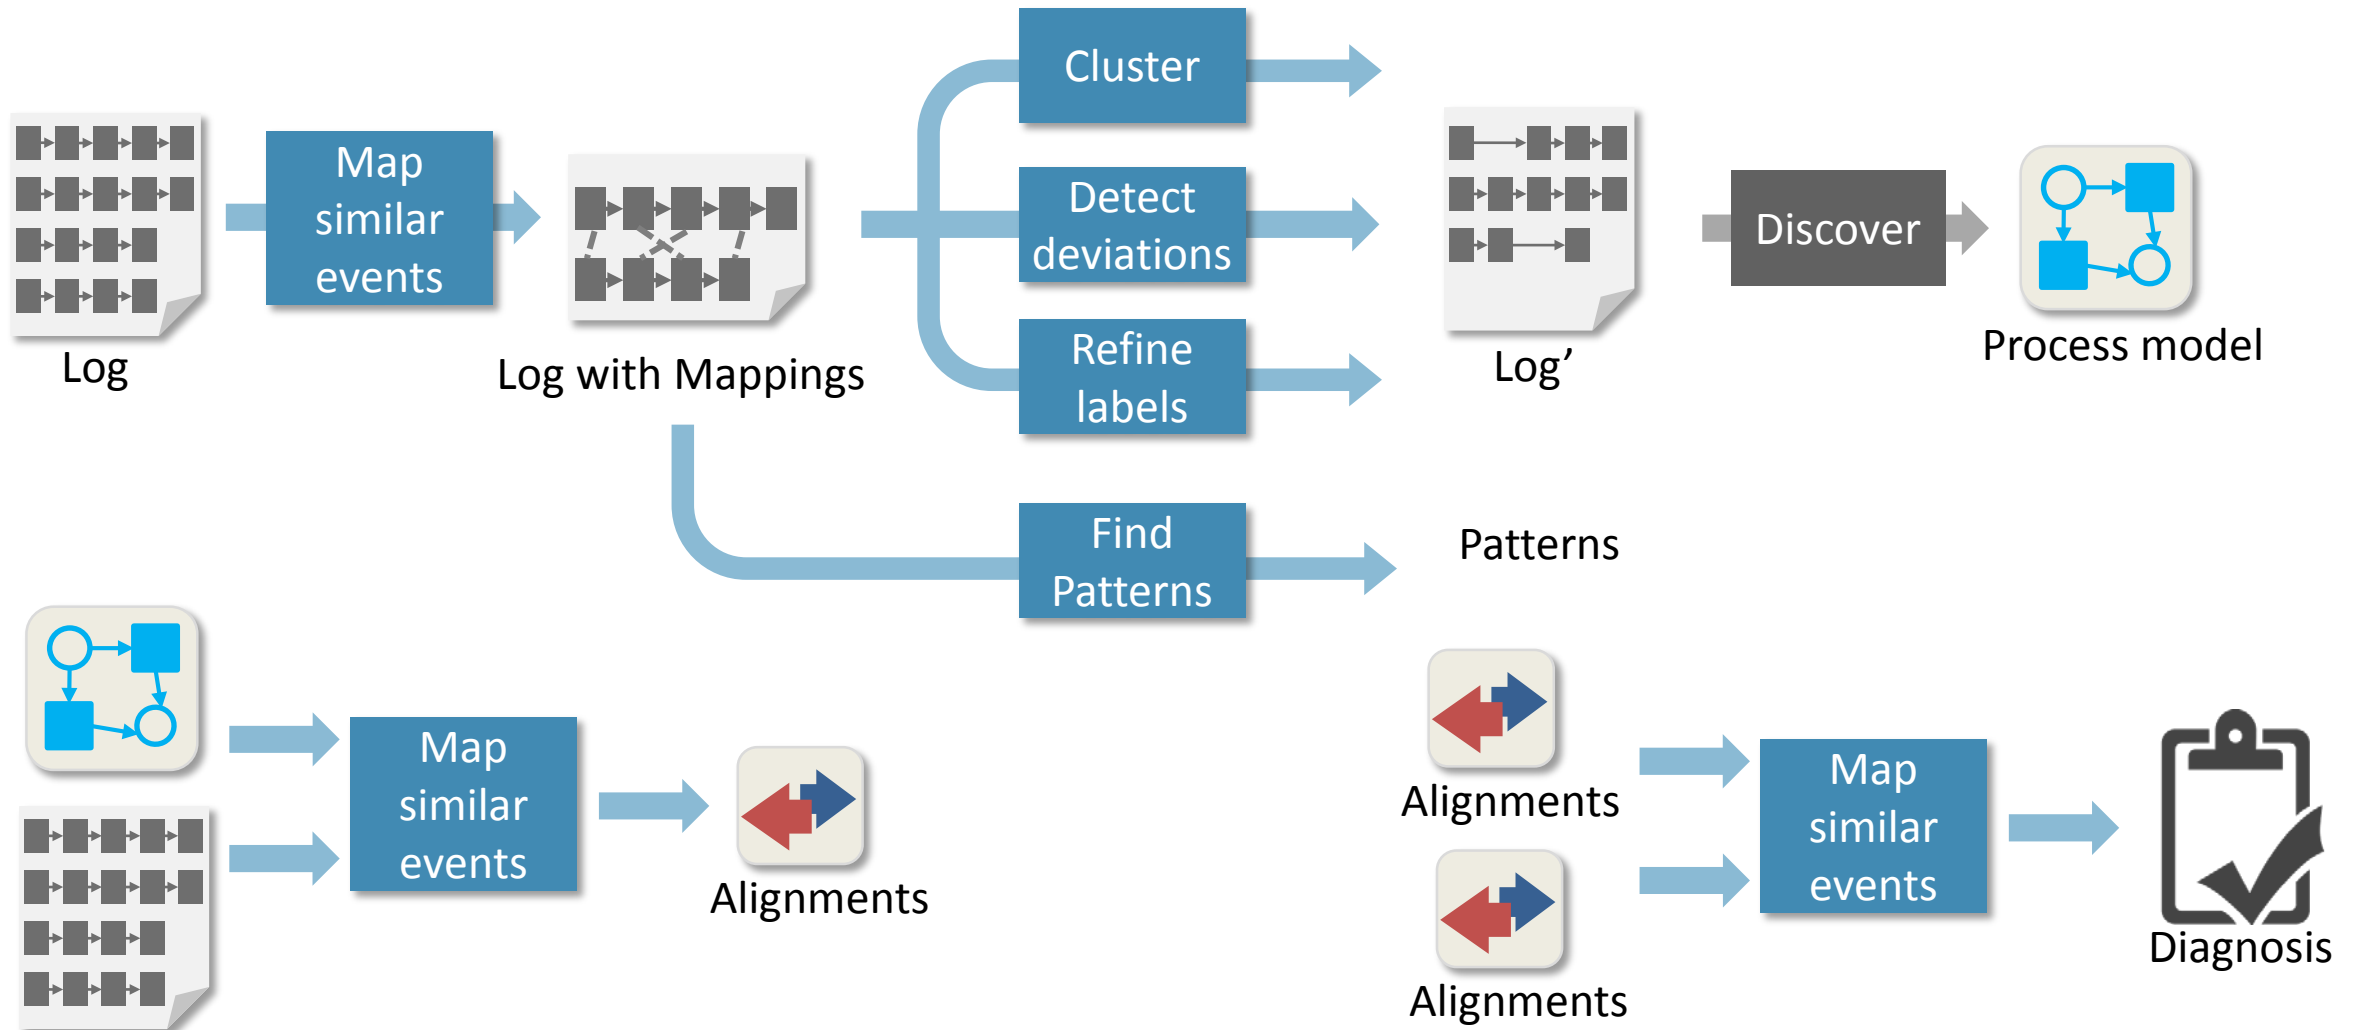 Cluster
Map
similar
events
Detect
deviations
Discover
Log
Log with Mappings
Refine
labels
Log’
Process model
Find
Patterns
Patterns
Map
similar
events
Alignments
Alignments
Alignments
Map
similar
events
Diagnosis